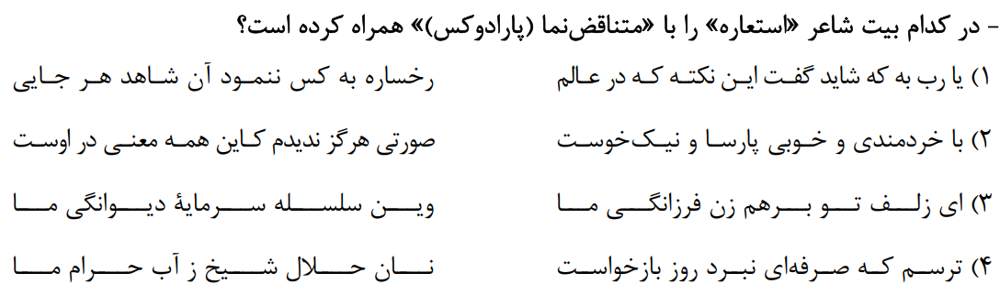 - در کدام بیت شاعر «استعاره» را با «متناقض‌نما (پارادوکس)» همراه کرده است؟
۱) یا رب به که شاید گفت این نکته که در عالم رخساره به کس ننمود آن شاهد هر جایی
۲) با خردمندی و خوبی پارسا و نیک‌خوست صورتی هرگز ندیدم کاین همه معنی در اوست
۳) ای زلف تو برهم زن فرزانگی ما وین سلسله سرمایهٔ دیوانگی ما
۴) ترسم که صرفه‌ای نبرد روز بازخواست نان حلال شیخ ز آب حرام ما